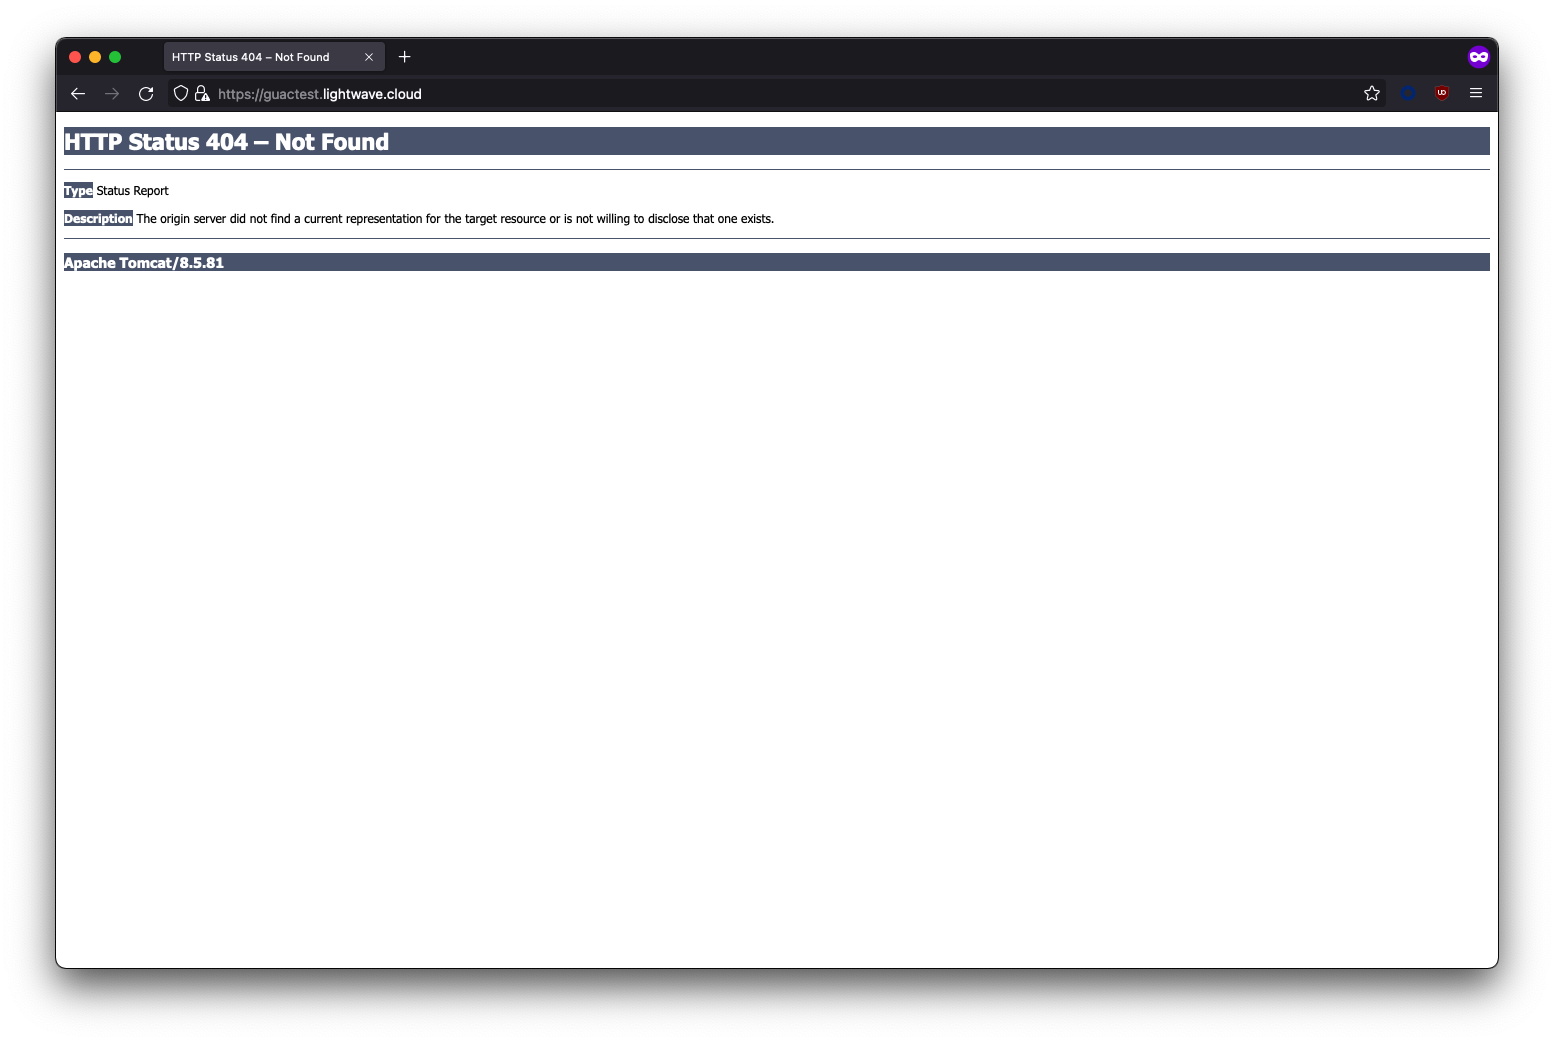 HTTP Status 404 – Not Found
https://guactest.lightwave.cloud
HTTP Status 404 – Not Found
Type Status Report
Description The origin server did not find a current representation for the target resource or is not willing to disclose that one exists.
Apache Tomcat/8.5.81